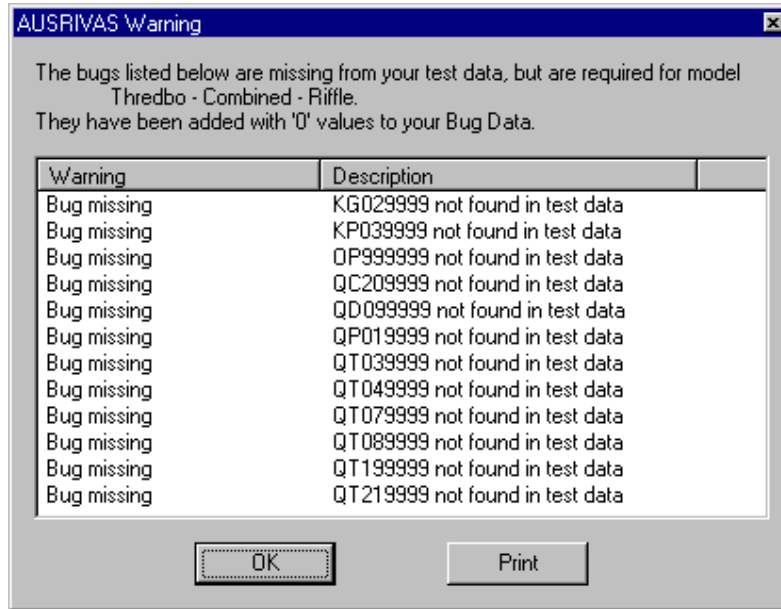 AUSRIVAS Warning
The bugs listed below are missing from your test data, but are required for model
Thredbo - Combined - Riffle.
They have been added with '0' values to your Bug Data.
Warning Description
Bug missing KG029999 not found in test data
Bug missing KP039999 not found in test data
Bug missing OP999999 not found in test data
Bug missing QC209999 not found in test data
Bug missing QD099999 not found in test data
Bug missing QP019999 not found in test data
Bug missing QT039999 not found in test data
Bug missing QT049999 not found in test data
Bug missing QT079999 not found in test data
Bug missing QT089999 not found in test data
Bug missing QT199999 not found in test data
Bug missing QT219999 not found in test data
OK Print